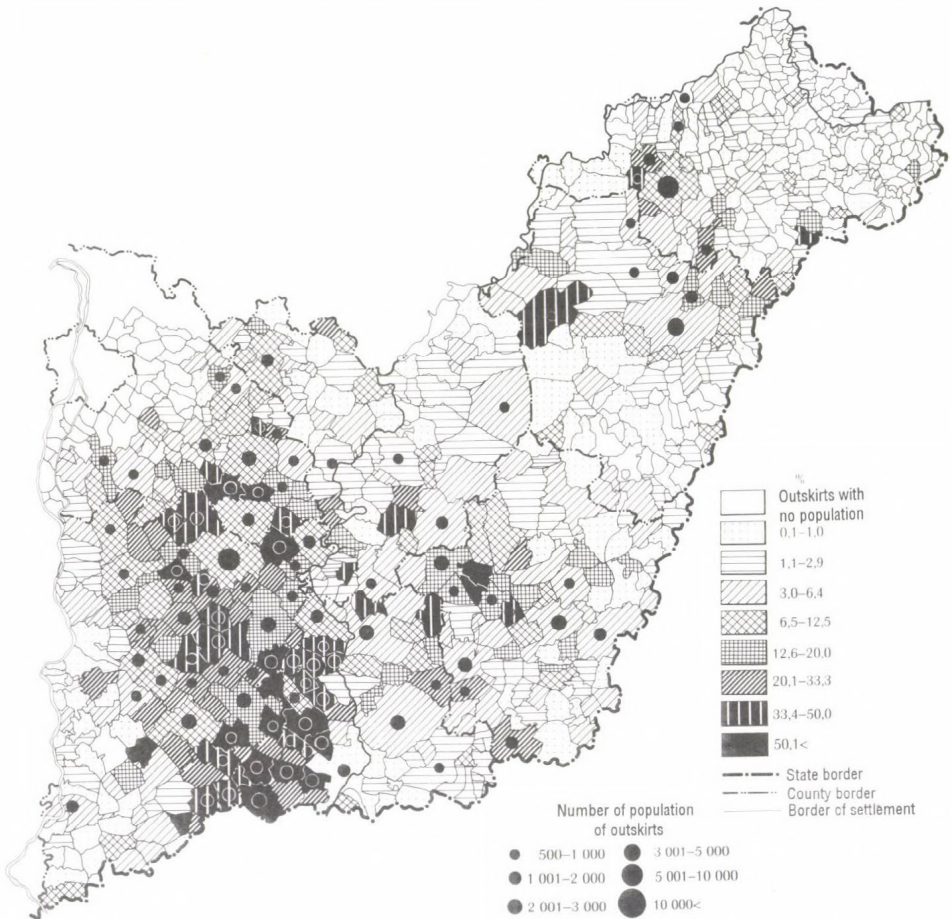 %
Outskirts with
no population
0,1–1,0
1,1–2,9
3,0–6,4
6,5–12,5
12,6–20,0
20,1–33,3
33,4–50,0
50,1<
State border
County border
Border of settlement
Number of population
of outskirts
500–1 000
1 001–2 000
2 001–3 000
3 001–5 000
5 001–10 000
10 000<